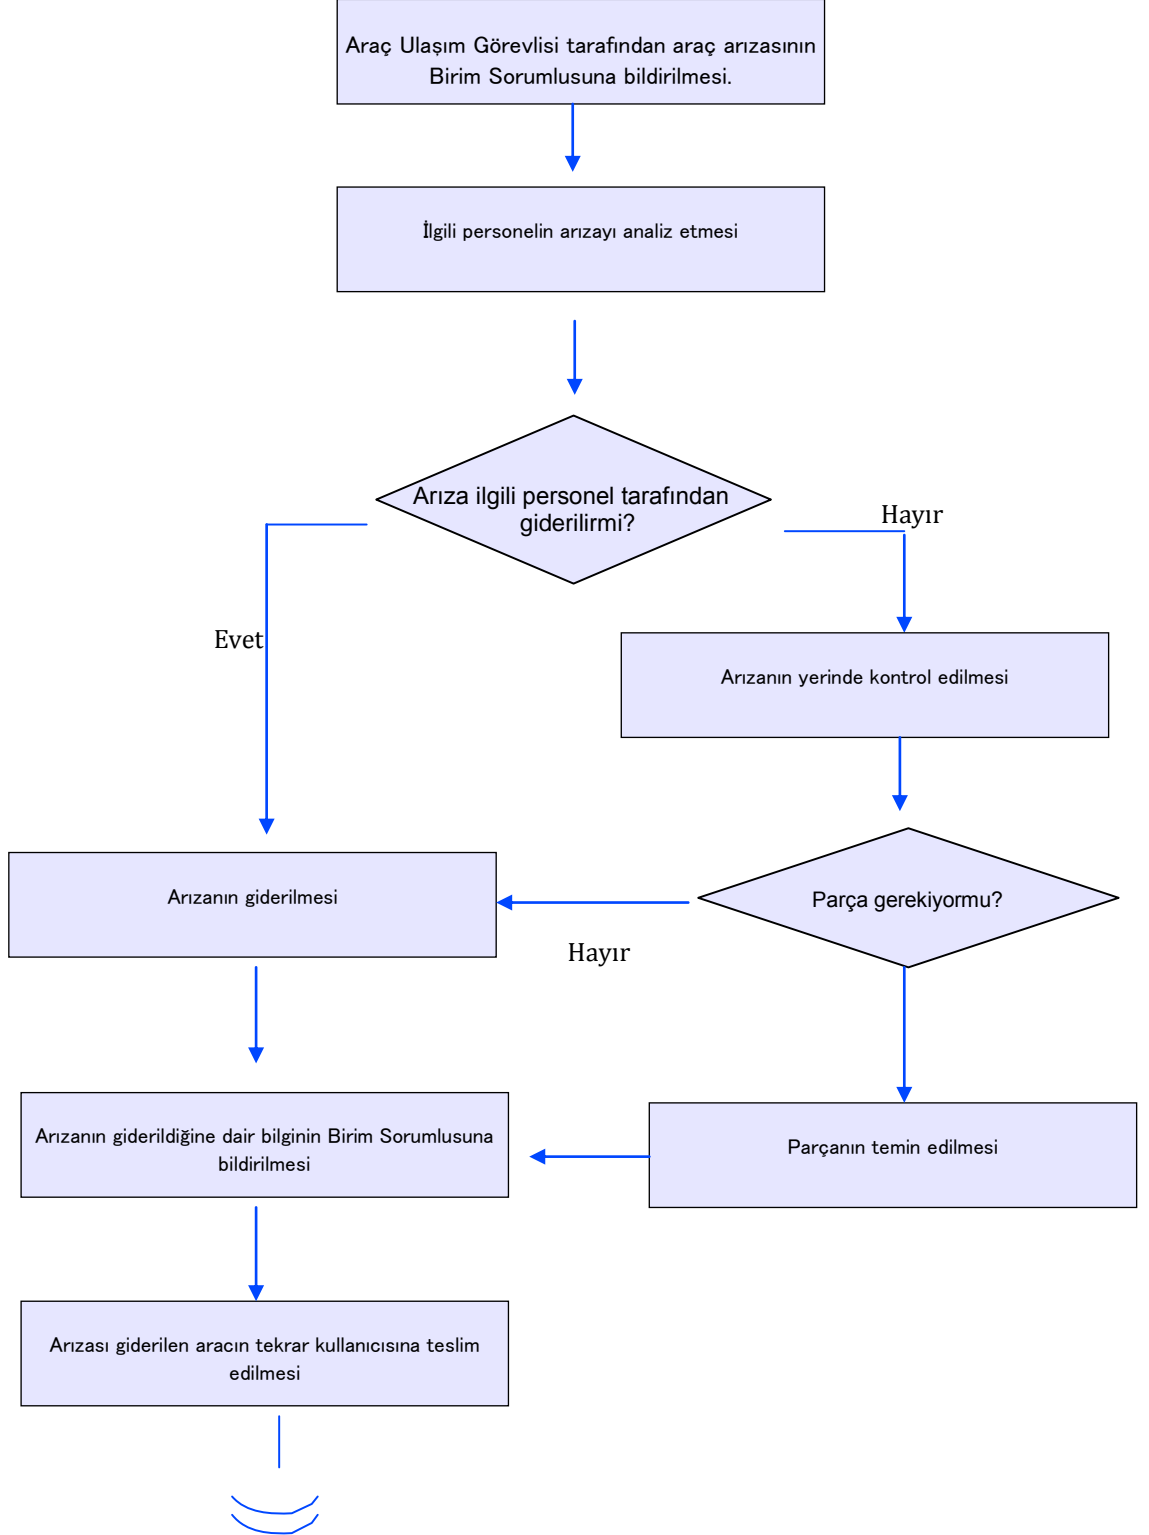 Araç Ulaşım Görevlisi tarafından araç arızasının
Birim Sorumlusuna bildirilmesi.
İlgili personelin arızayı analiz etmesi
Arıza ilgili personel tarafından
giderilirmi?
Hayır
Evet
Arızanın yerinde kontrol edilmesi
Arızanın giderilmesi
Parça gerekiyormu?
Hayır
Arızanın giderildiğine dair bilginin Birim Sorumlusuna
bildirilmesi
Parçanın temin edilmesi
Arızası giderilen aracın tekrar kullanıcısına teslim
edilmesi